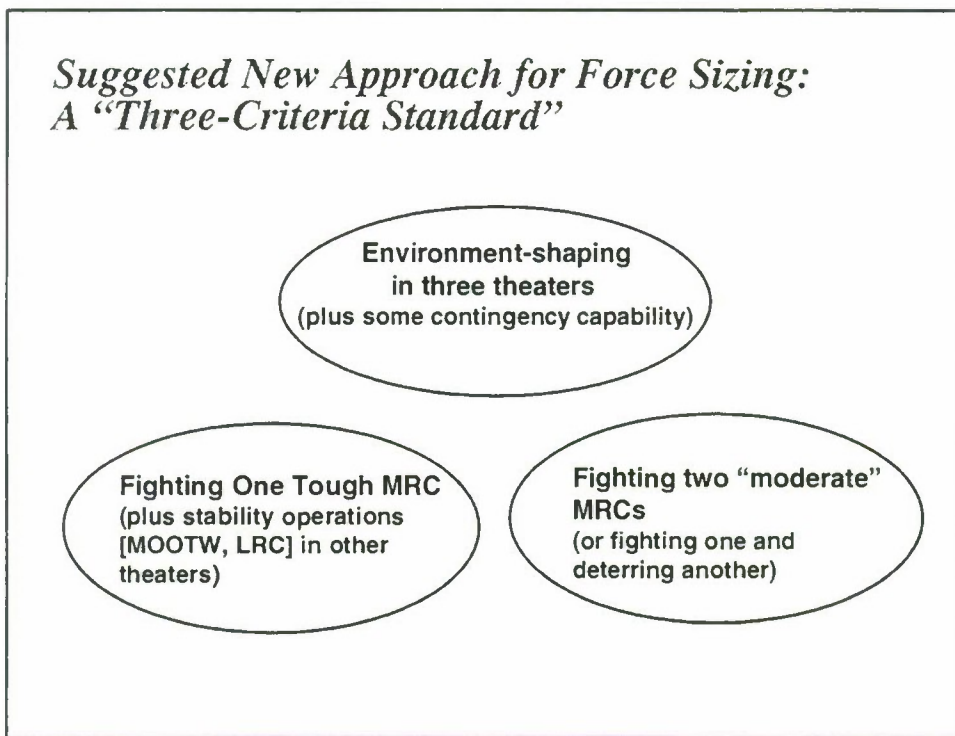 Suggested New Approach for Force Sizing:
A “Three-Criteria Standard”
Environment-shaping
in three theaters
(plus some contingency capability)
Fighting One Tough MRC
(plus stability operations
[MOOTW, LRC] in other
theaters)
Fighting two “moderate”
MRCs
(or fighting one and
deterring another)